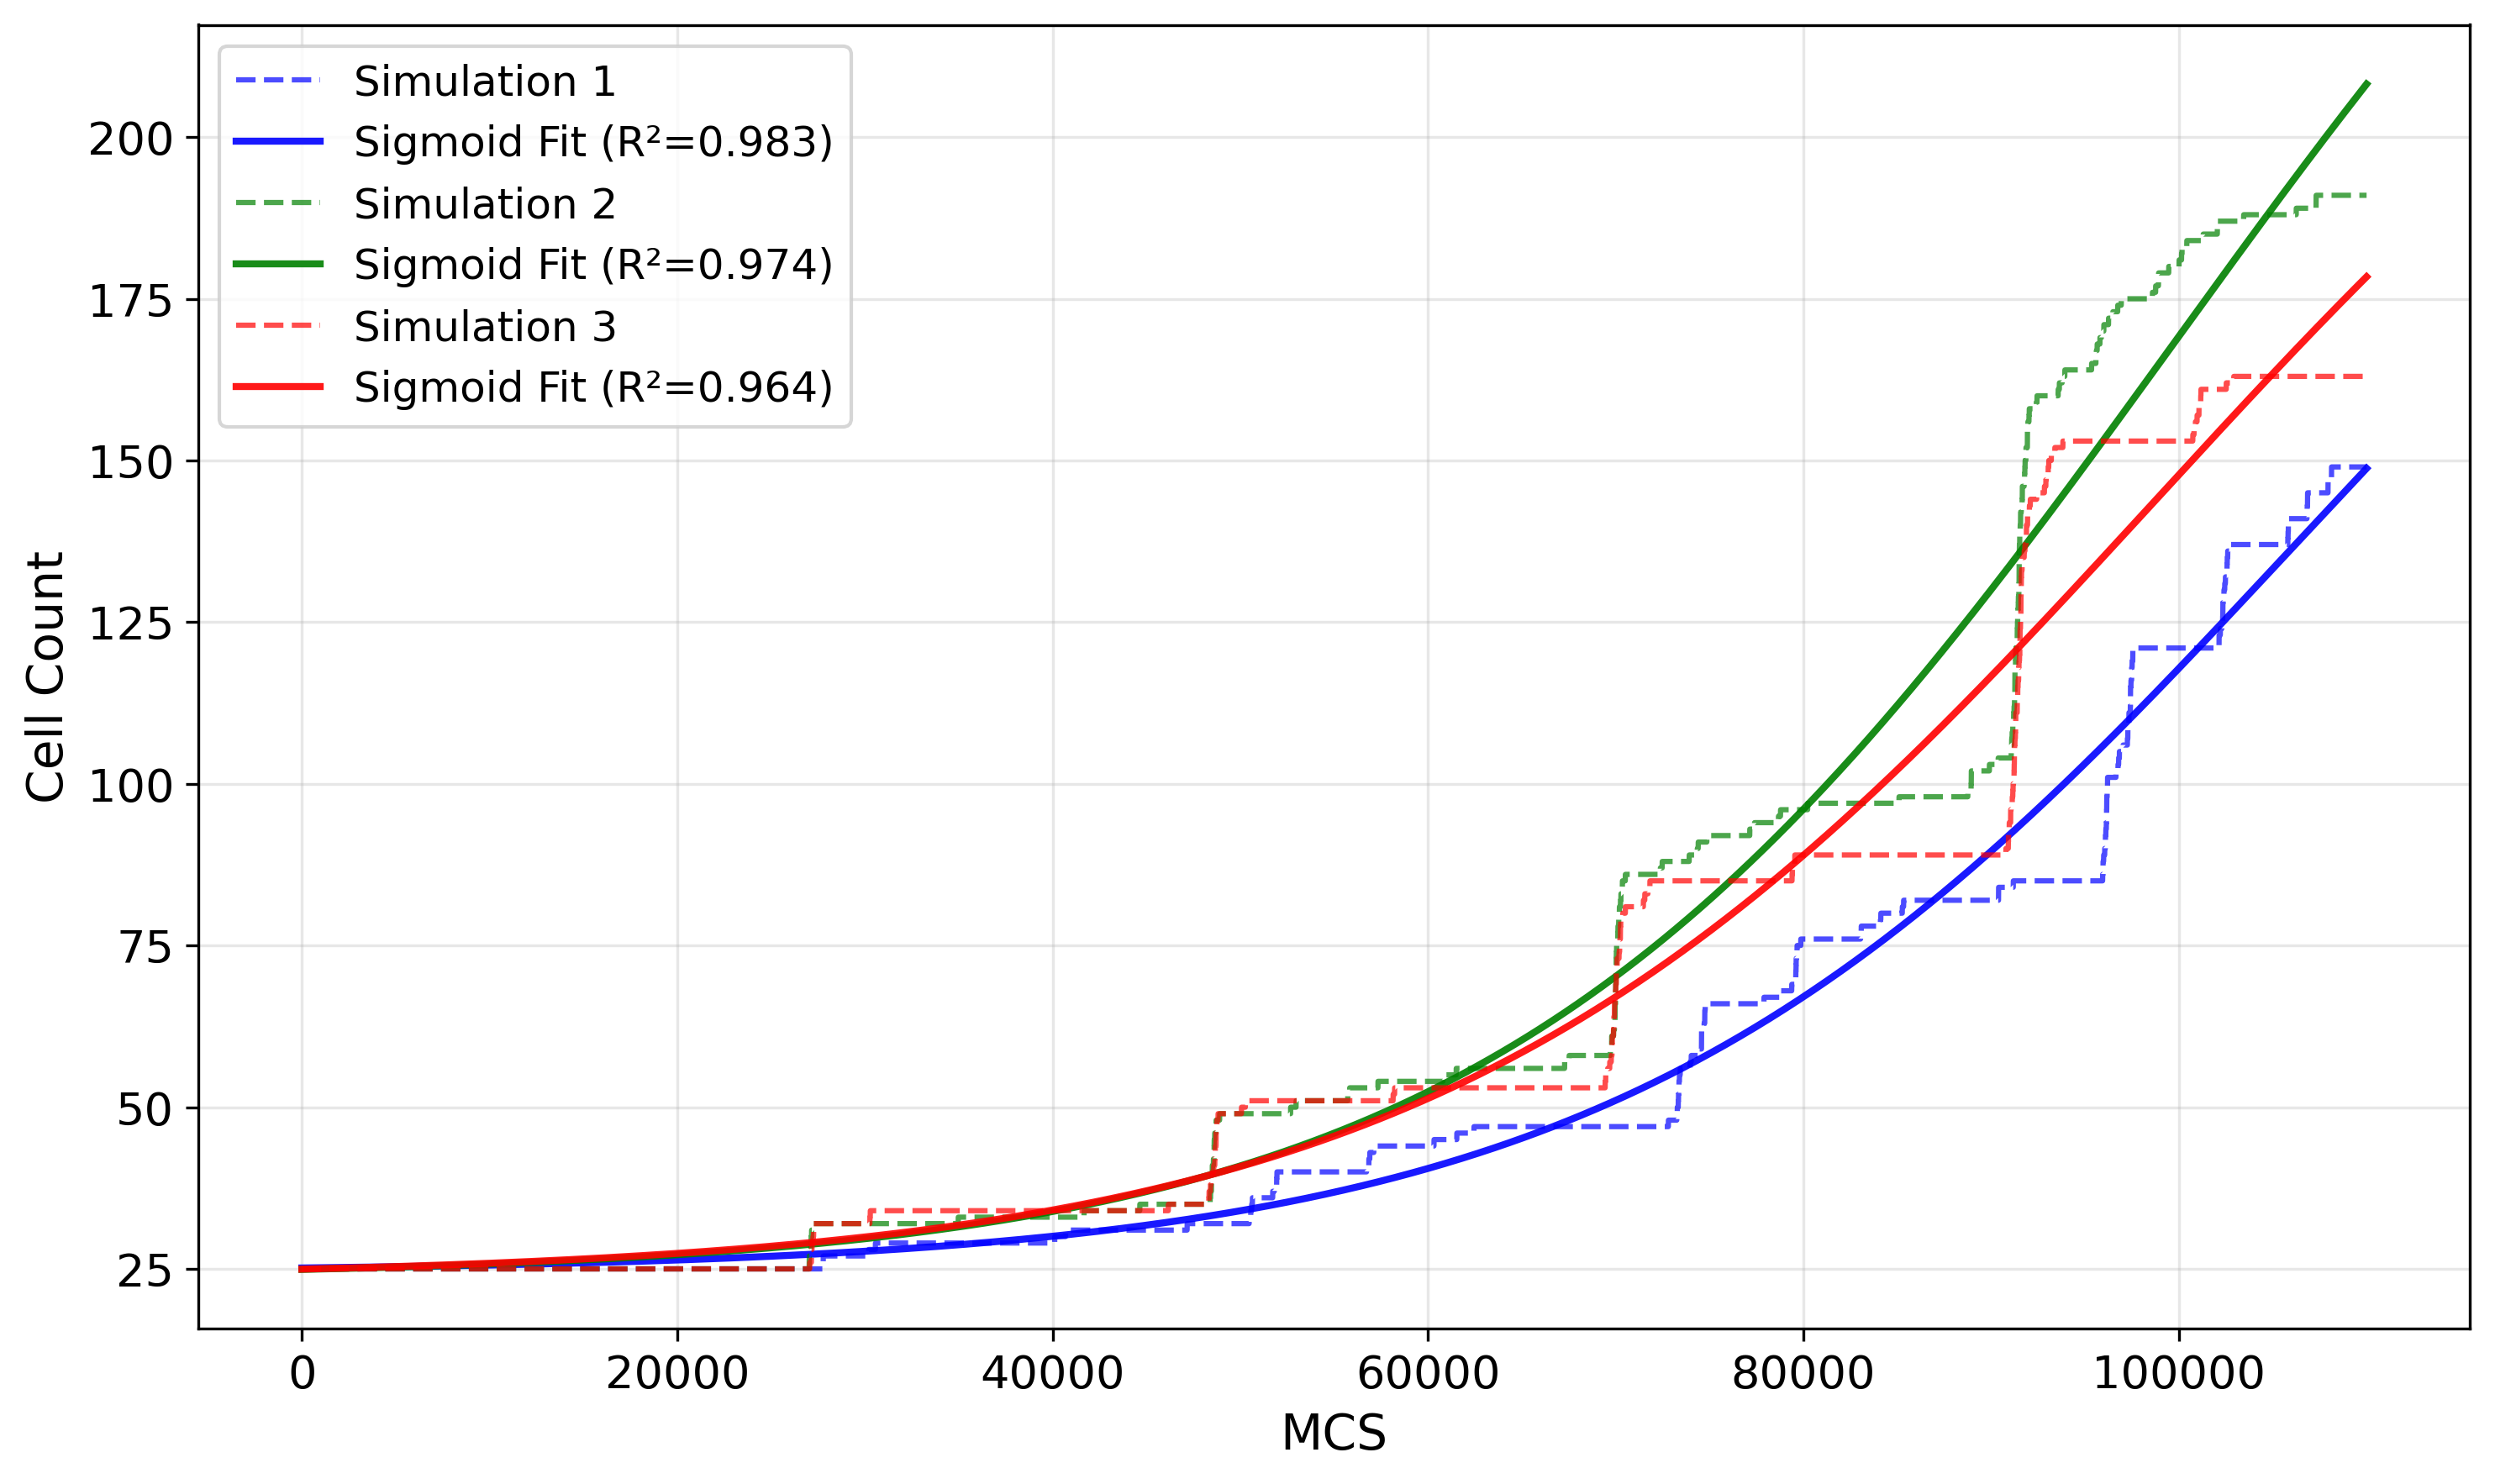 Simulation 1
Sigmoid Fit (R²=0.983)
Simulation 2
Sigmoid Fit (R²=0.974)
Simulation 3
Sigmoid Fit (R²=0.964)
200
175
150
125
100
75
50
25
Cell Count
0 20000 40000 60000 80000 100000
MCS